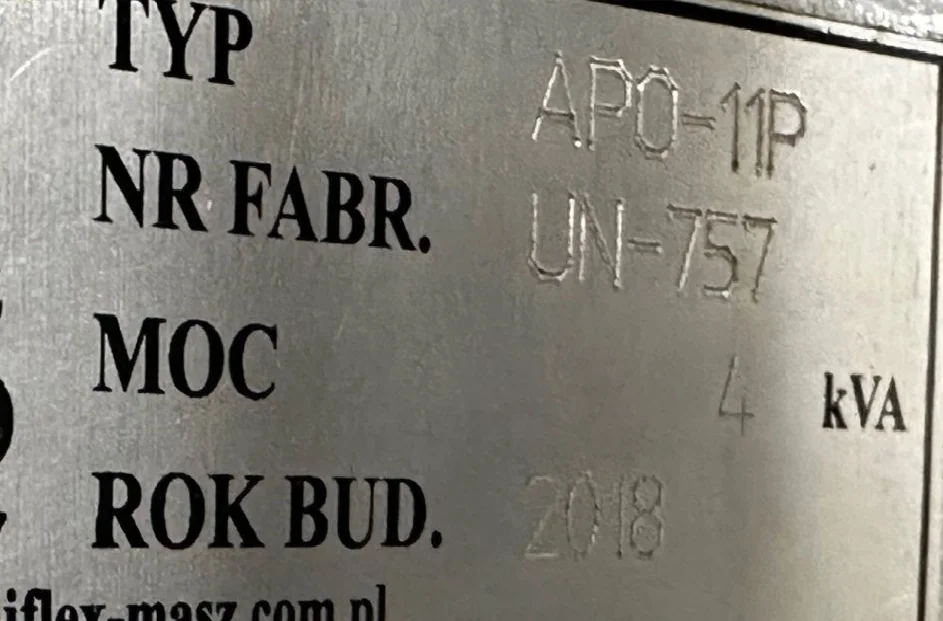 TYP APO-11P
NR FABR. UN-757
MOC 4 kVA
ROK BUD. 2018
iflex-masz.com.pl